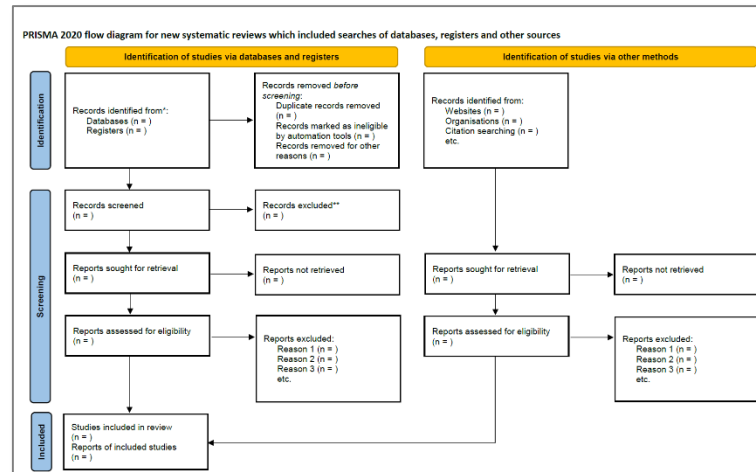 PRISMA 2020 flow diagram for new systematic reviews which included searches of databases, registers and other sources
Identification of studies via databases and registers
Identification of studies via other methods
Identification
Records identified from*:
Databases (n = )
Registers (n = )
Records removed before
screening:
Duplicate records removed
(n = )
Records marked as ineligible
by automation tools (n = )
Records removed for other
reasons (n = )
Records identified from:
Websites (n = )
Organisations (n = )
Citation searching (n = )
etc.
Screening
Records screened
(n = )
Records excluded**
(n = )
Reports sought for retrieval
(n = )
Reports not retrieved
(n = )
Reports sought for retrieval
(n = )
Reports not retrieved
(n = )
Reports assessed for eligibility
(n = )
Reports excluded:
Reason 1 (n = )
Reason 2 (n = )
Reason 3 (n = )
etc.
Reports assessed for eligibility
(n = )
Reports excluded:
Reason 1 (n = )
Reason 2 (n = )
Reason 3 (n = )
etc.
Included
Studies included in review
(n = )
Reports of included studies
(n = )